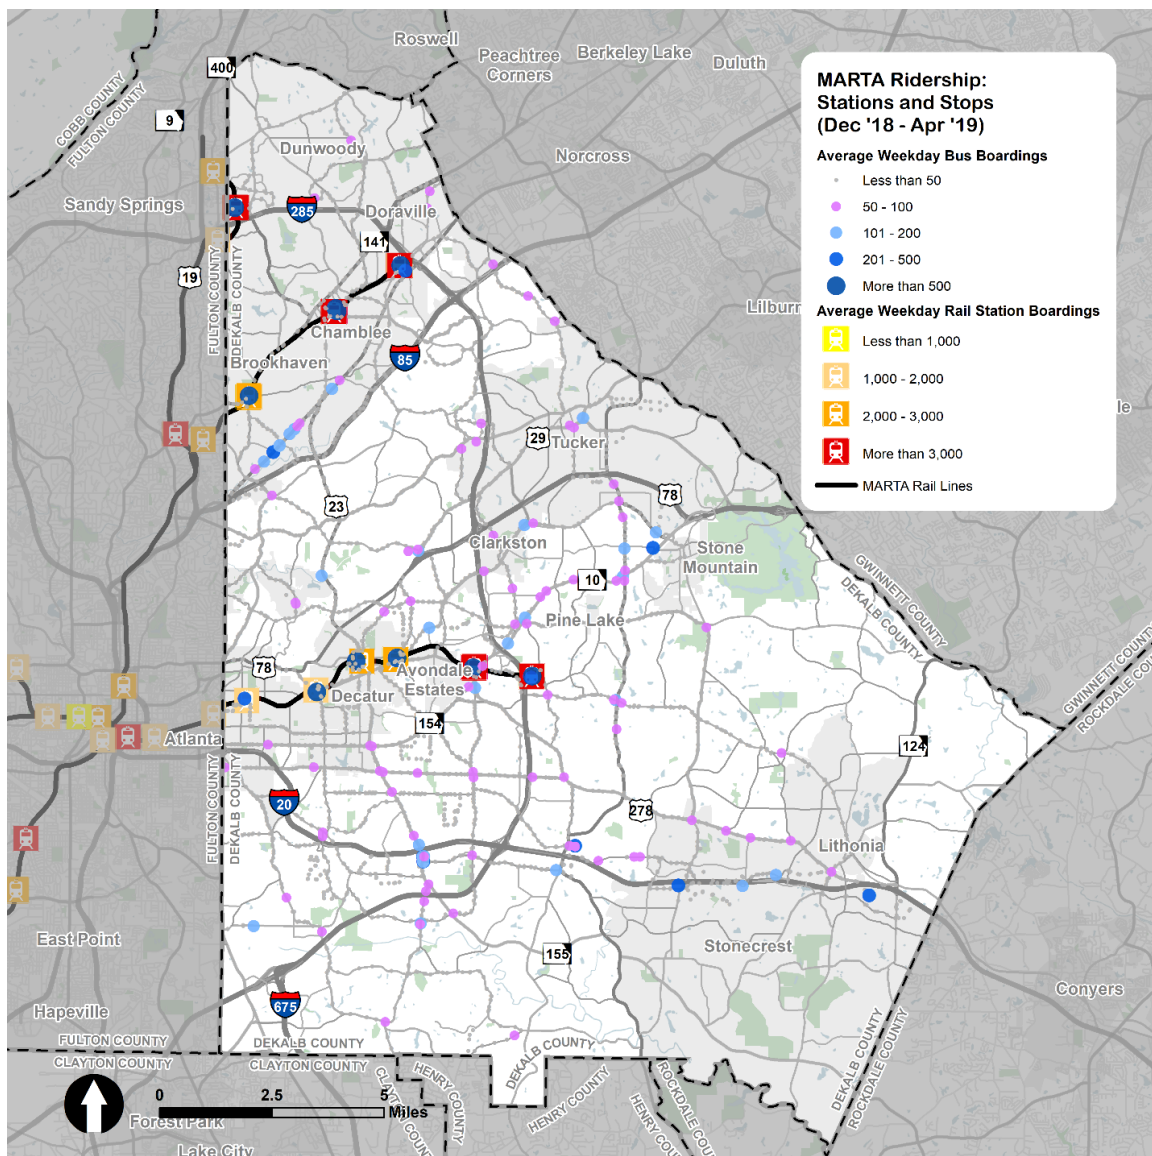 Roswell
Peachtree
Corners
Berkeley Lake
Duluth
400
9
COBB COUNTY
FULTON COUNTY
Dunwoody
Norcross
Sandy Springs
285
Doraville
141
19
FULTON COUNTY
DEKALB COUNTY
Lilburn
Chamblee
85
Brookhaven
MARTA Ridership:
Stations and Stops
(Dec '18 - Apr '19)
Average Weekday Bus Boardings
Less than 50
50 - 100
101 - 200
201 - 500
More than 500
Average Weekday Rail Station Boardings
Less than 1,000
1,000 - 2,000
2,000 - 3,000
More than 3,000
MARTA Rail Lines
le
29
Tucker
23
78
Clarkston
Stone
Mountain
10
GWINNETT COUNTY
DEKALB COUNTY
Pine Lake
78
Avondale
Estates
Decatur
GWINNETT COUNTY
ROCKDALE COU
154
Atlanta
124
20
FULTON COUNTY
DEKALB COUNTY
278
Lithonia
East Point
155
Stonecrest
Conyers
Hapeville
675
FULTON COUNTY
CLAYTON COUNTY
DEKALB COUNTY
CLAYTON COUNTY
DEKALB COUNTY
HENRY COUNTY
HENRY COUNTY
CLAYTON COUN
ROCKDALE COUNTY
HENRY COUN
DEKALB COUNTY
ROCKDALE COUNTY
0
2.5
5
Miles
Forest Park
Lake City